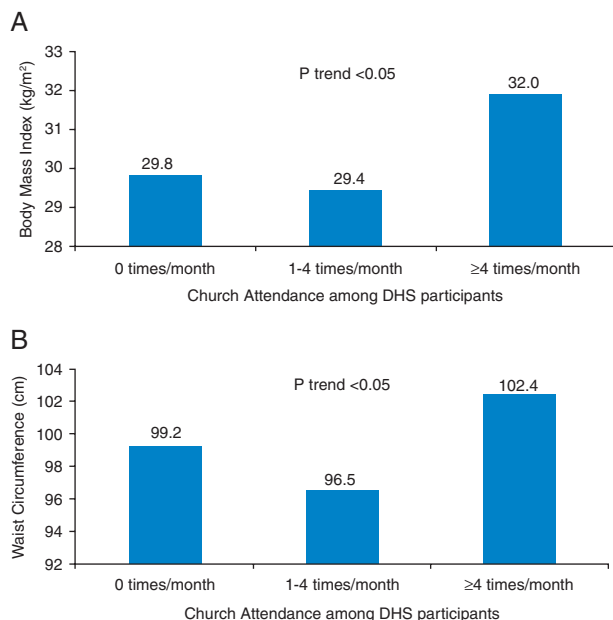 A
Body Mass Index (kg/m²)
33
32
31
30
29
28
P trend <0.05
29.8
29.4
32.0
0 times/month
1-4 times/month
≥4 times/month
Church Attendance among DHS participants
B
Waist Circumference (cm)
104
102
100
98
96
94
92
P trend <0.05
99.2
96.5
102.4
0 times/month
1-4 times/month
≥4 times/month
Church Attendance among DHS participants